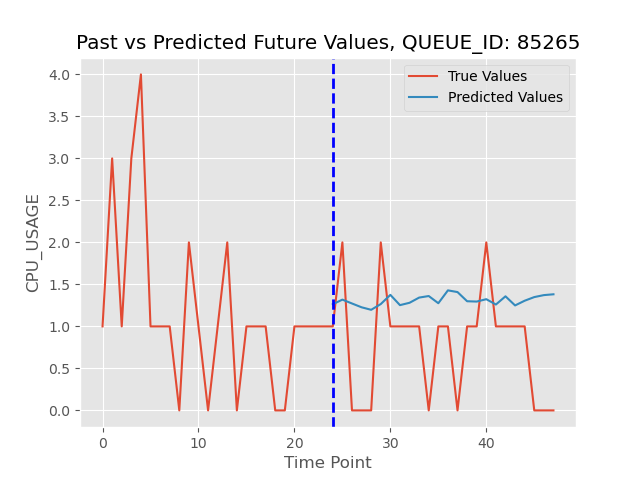 Past vs Predicted Future Values, QUEUE_ID: 85265
True Values
Predicted Values
4.0
3.5
3.0
2.5
2.0
1.5
1.0
0.5
0.0
CPU_USAGE
0 10 20 30 40
Time Point